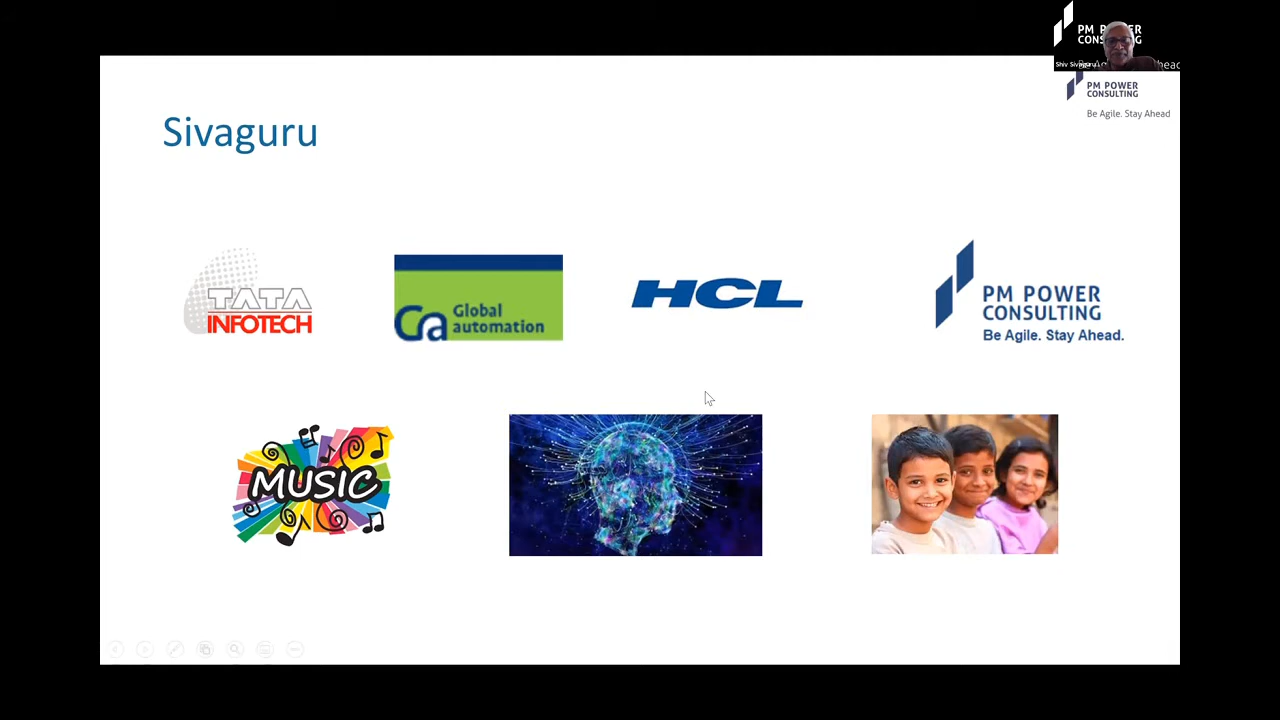 PM POWER
CONSULTING
Be Agile. Stay Ahead
Sivaguru
TATA
INFOTECH
Ga Global
automation
HCL
PM POWER
CONSULTING
Be Agile. Stay Ahead.
MUSIC